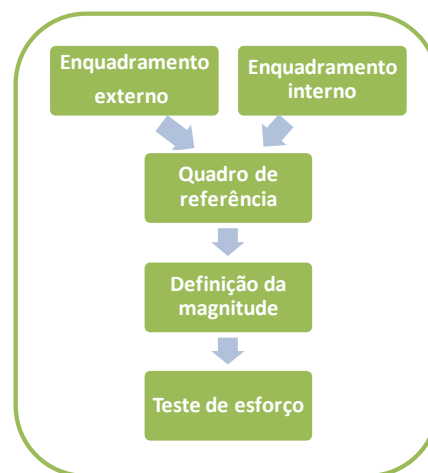 Enquadramento
externo
Enquadramento
interno
Quadro de
referência
Definição da
magnitude
Teste de esforço